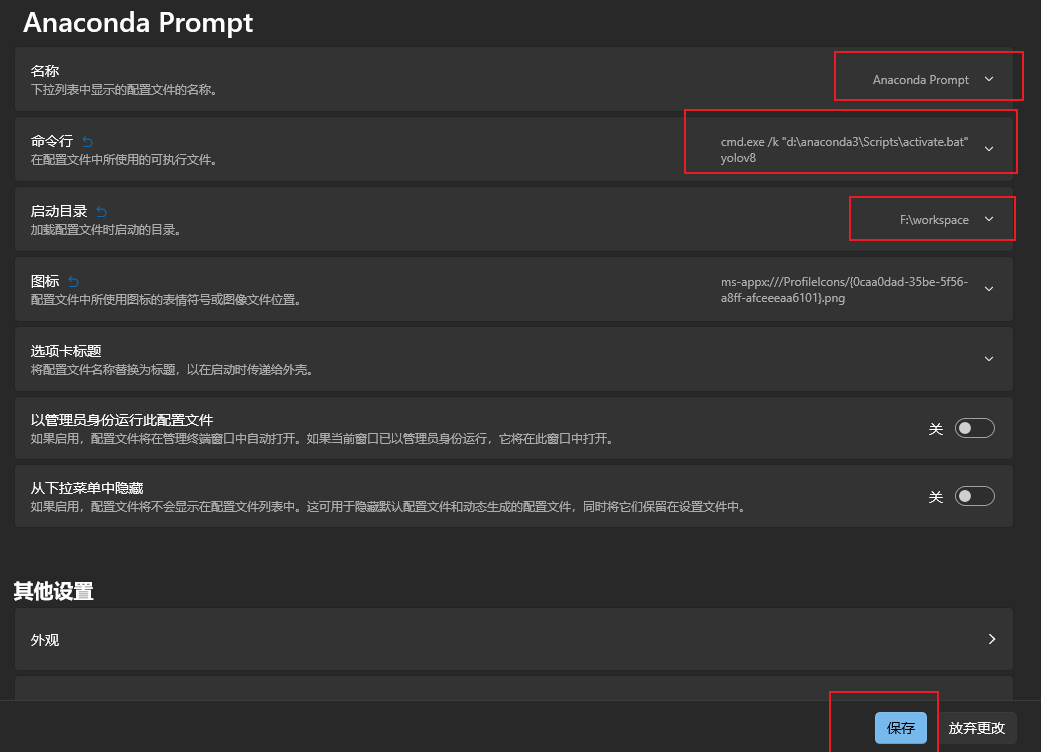 Anaconda Prompt
名称
下拉列表中显示的配置文件的名称。
Anaconda Prompt
命令行
在配置文件中所使用的可执行文件。
cmd.exe /k "d:\anaconda3\Scripts\activate.bat"
yolov8
启动目录
加载配置文件时启动的目录。
F:\workspace
图标
配置文件中所使用图标的表情符号或图像文件位置。
ms-appx:///ProfileIcons/{0caa0dad-35be-5f56-
a8ff-afceeeaa6101}.png
选项卡标题
将配置文件名称替换为标题，以在启动时传递给外壳。
以管理员身份运行此配置文件
如果启用，配置文件将在管理终端窗口中自动打开。如果当前窗口已以管理员身份运行，它将在此窗口中打开。
关
从下拉菜单中隐藏
如果启用，配置文件将不会显示在配置文件列表中。这可用于隐藏默认配置文件和动态生成的配置文件，同时将它们保留在设置文件中。
关
其他设置
外观
保存
放弃更改